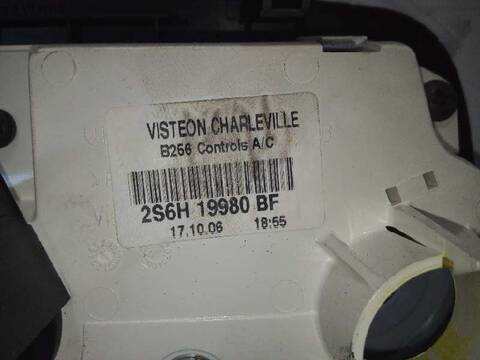 VISTEON CHARLEVILLE
B256 Controls A/C
2S6H 19980 BF
17.10.06 18:55